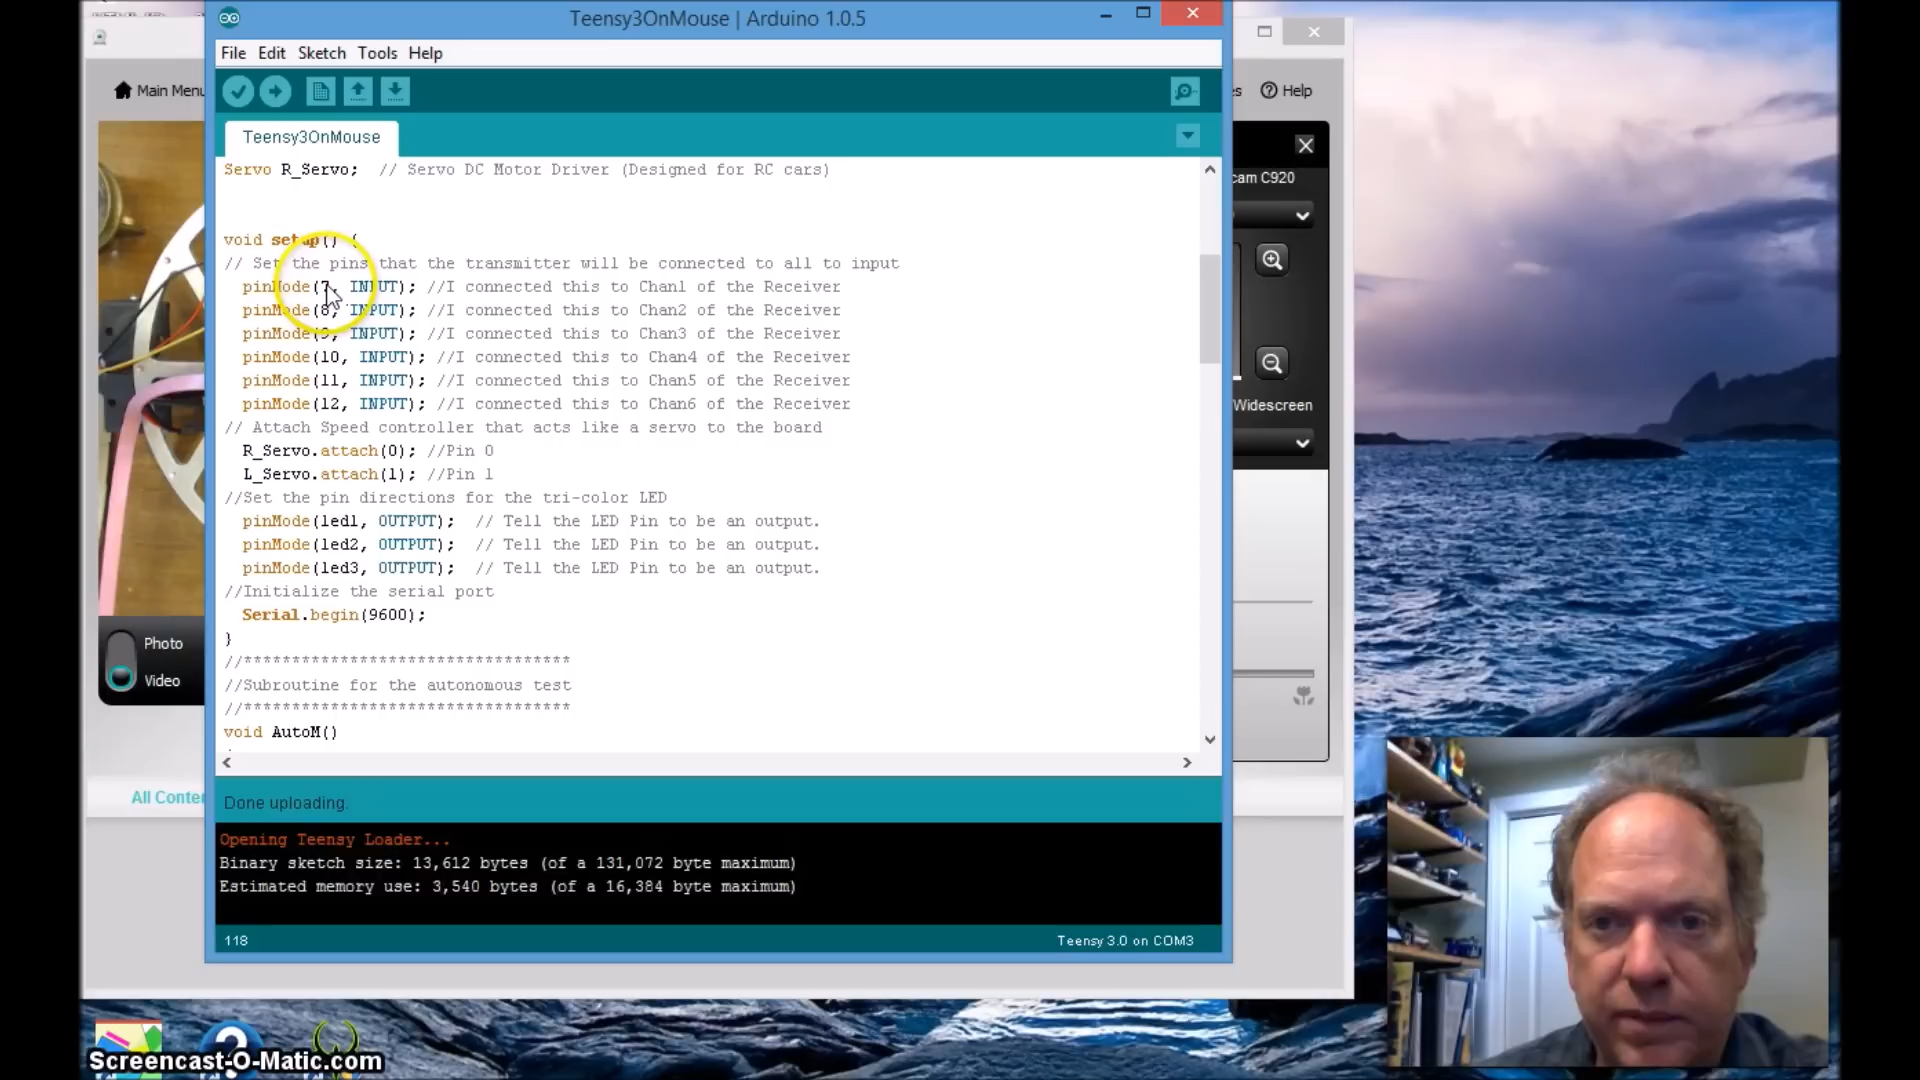 Teensy3OnMouse | Arduino 1.0.5
File Edit Sketch Tools Help
Main Menu
Help
Teensy3OnMouse
Servo R_Servo;  // Servo DC Motor Driver (Designed for RC cars)
cam C920
void setup() {
// Set the pins that the transmitter will be connected to all to input
pinMode(7, INPUT); //I connected this to Chan1 of the Receiver
pinMode(8, INPUT); //I connected this to Chan2 of the Receiver
pinMode(9, INPUT); //I connected this to Chan3 of the Receiver
pinMode(10, INPUT); //I connected this to Chan4 of the Receiver
pinMode(11, INPUT); //I connected this to Chan5 of the Receiver
pinMode(12, INPUT); //I connected this to Chan6 of the Receiver
Widescreen
// Attach Speed controller that acts like a servo to the board
R_Servo.attach(0); //Pin 0
L_Servo.attach(1); //Pin 1
//Set the pin directions for the tri-color LED
pinMode(led1, OUTPUT);  // Tell the LED Pin to be an output.
pinMode(led2, OUTPUT);  // Tell the LED Pin to be an output.
pinMode(led3, OUTPUT);  // Tell the LED Pin to be an output.
//Initialize the serial port
Serial.begin(9600);
}
//**********************************
//Subroutine for the autonomous test
//**********************************
void AutoM()
Photo
Video
All Conte
Done uploading.
Opening Teensy Loader...
Binary sketch size: 13,612 bytes (of a 131,072 byte maximum)
Estimated memory use: 3,540 bytes (of a 16,384 byte maximum)
118
Teensy 3.0 on COM3
Screencast-O-Matic.com